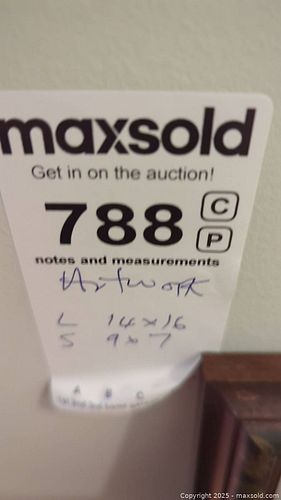 maxsold
Get in on the auction!
788 C
P
notes and measurements
Artwork
L 14x16
S 9x7
A B C
Copyright 2025 - maxsold.com